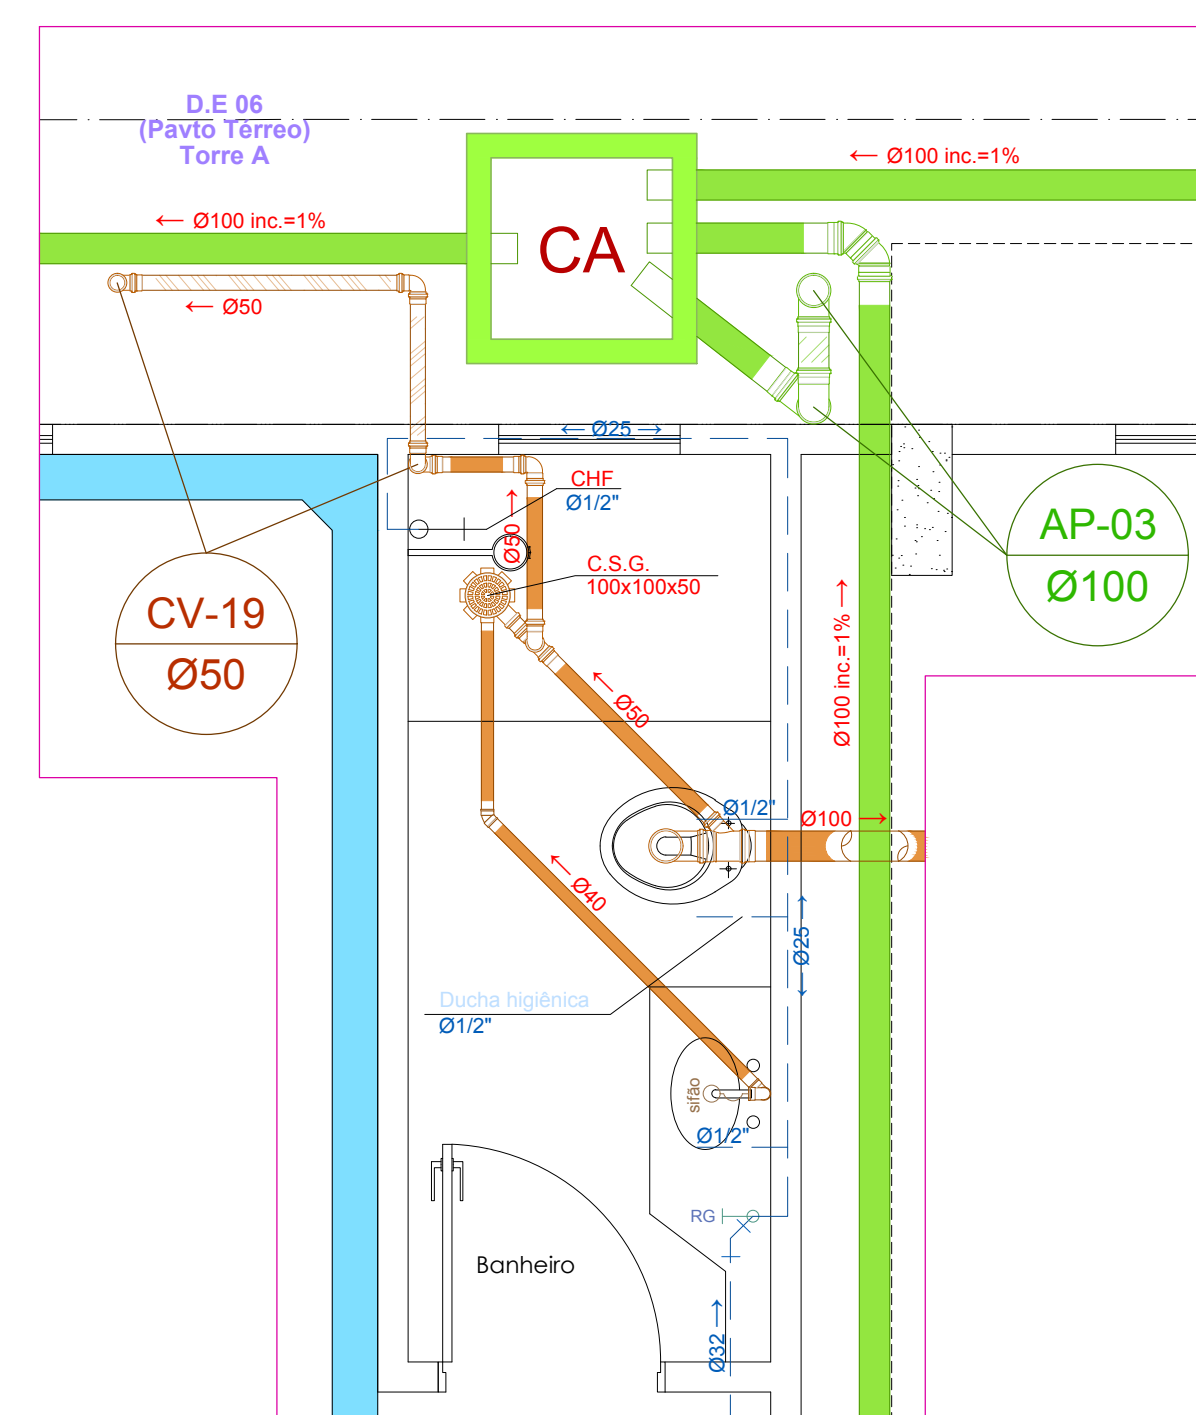 D.E 06
(Pavto Térreo)
Torre A
← Ø100 inc.=1%
← Ø100 inc.=1%
CA
← Ø50
← Ø25 →
CHF
Ø1/2"
Ø50 →
C.S.G.
100x100x50
AP-03
Ø100
CV-19
Ø50
Ø100 inc.=1% →
← Ø50
Ø1/2"
Ø100 →
← Ø40
← Ø25 →
Ducha higiênica
Ø1/2"
sifão
Ø1/2"
RG
Banheiro
Ø32 →